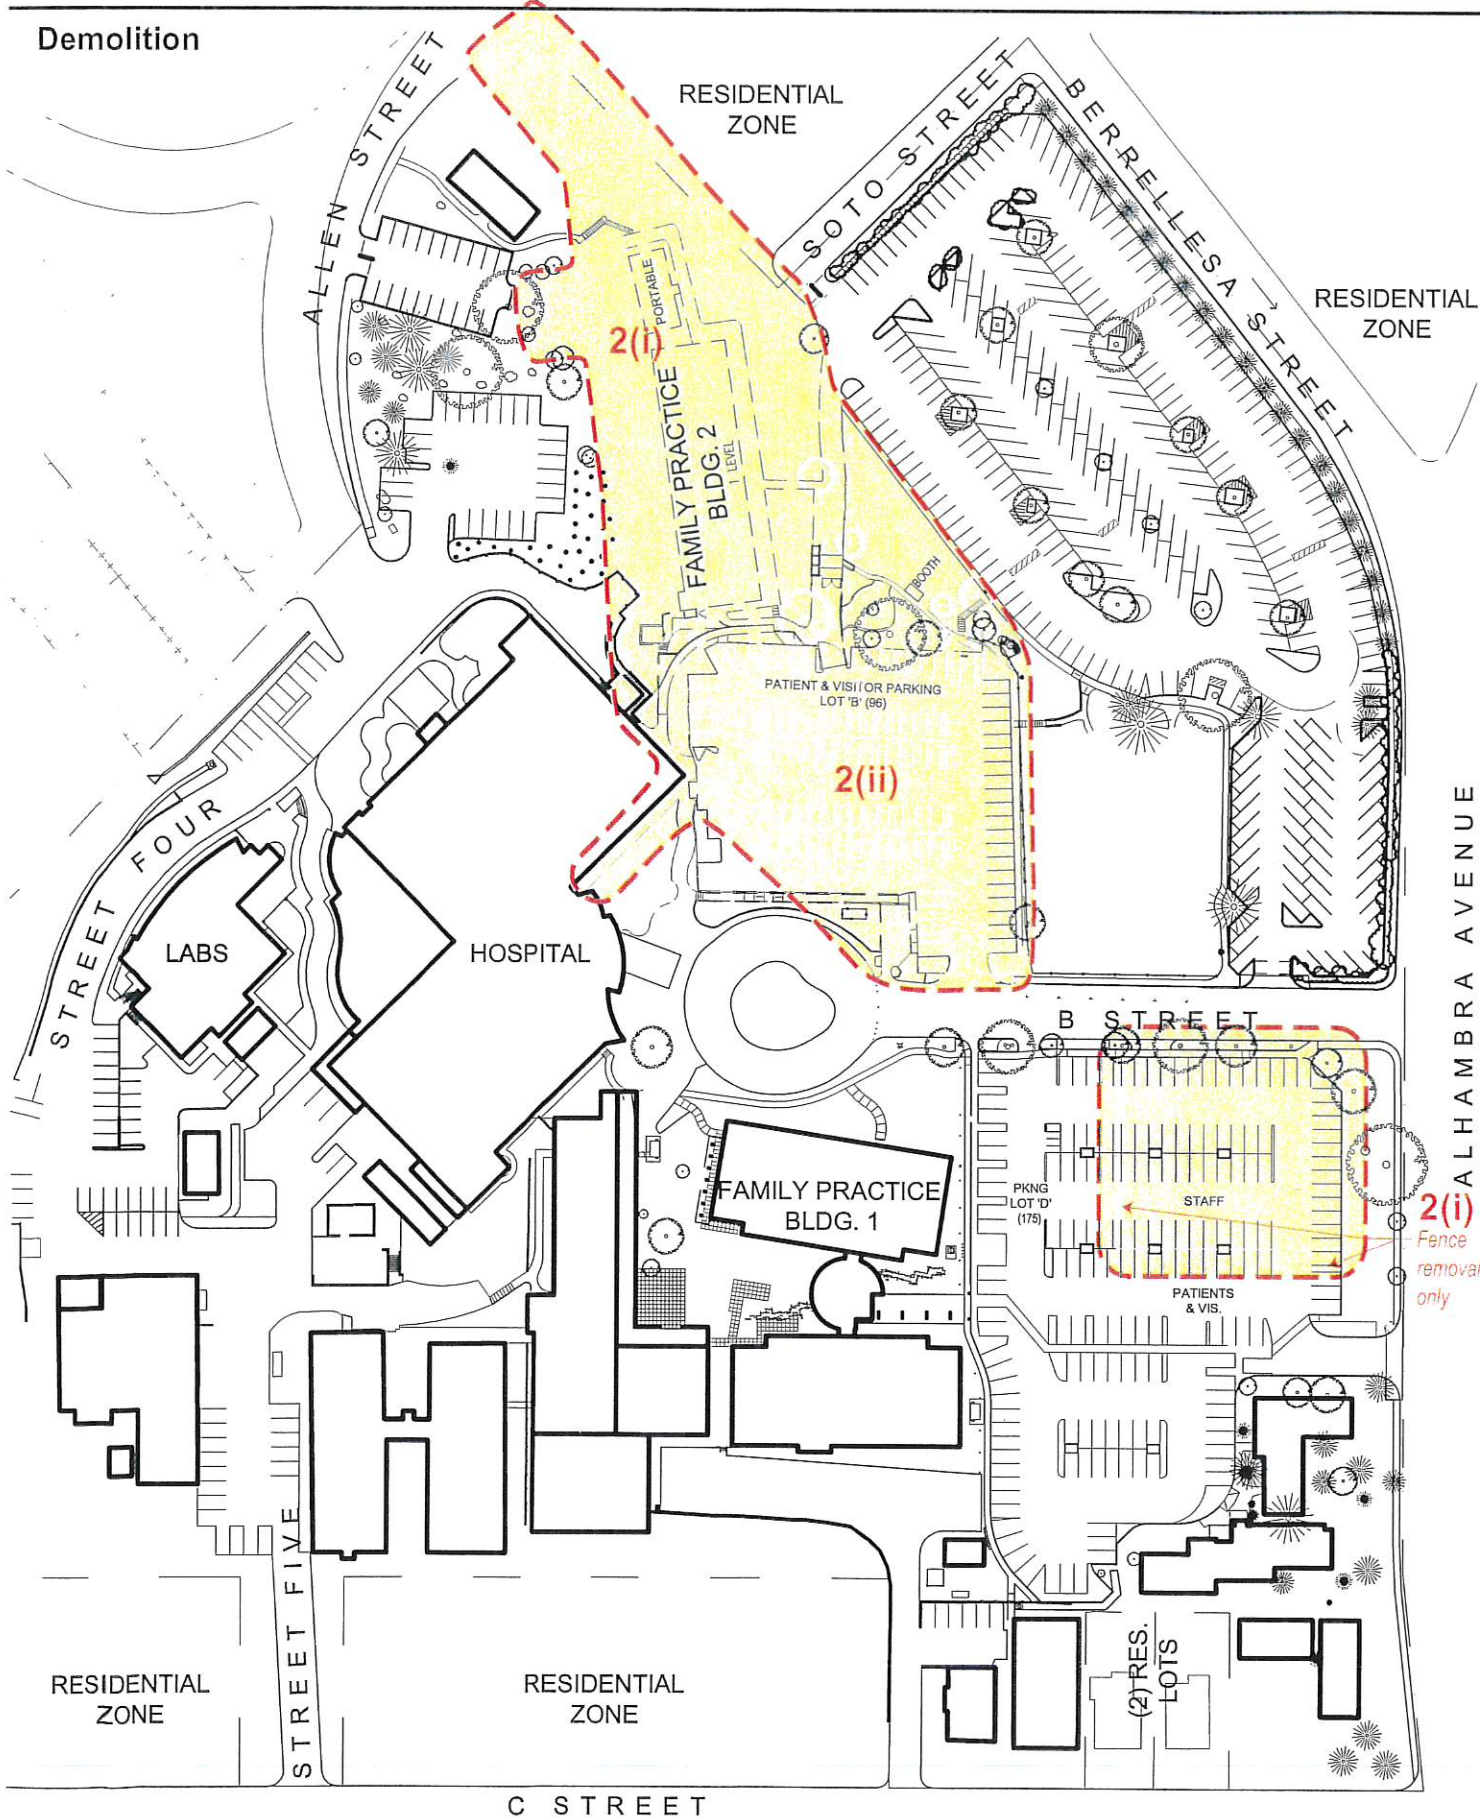 Demolition
ALLEN STREET
RESIDENTIAL
ZONE
SOTO STREET
BERRELLESA STREET
RESIDENTIAL
ZONE
PORTABLE
2(i)
FAMILY PRACTICE
BLDG. 2
1 LEVEL
BOOTH
PATIENT & VISITOR PARKING
LOT 'B' (96)
2(ii)
STREET FOUR
LABS
HOSPITAL
B STREET
ALHAMBRA AVENUE
FAMILY PRACTICE
BLDG. 1
PKNG
LOT 'D'
(175)
STAFF
2(i)
Fence
removal
only
PATIENTS
& VIS.
STREET FIVE
RESIDENTIAL
ZONE
RESIDENTIAL
ZONE
(2) RES.
LOTS
C STREET